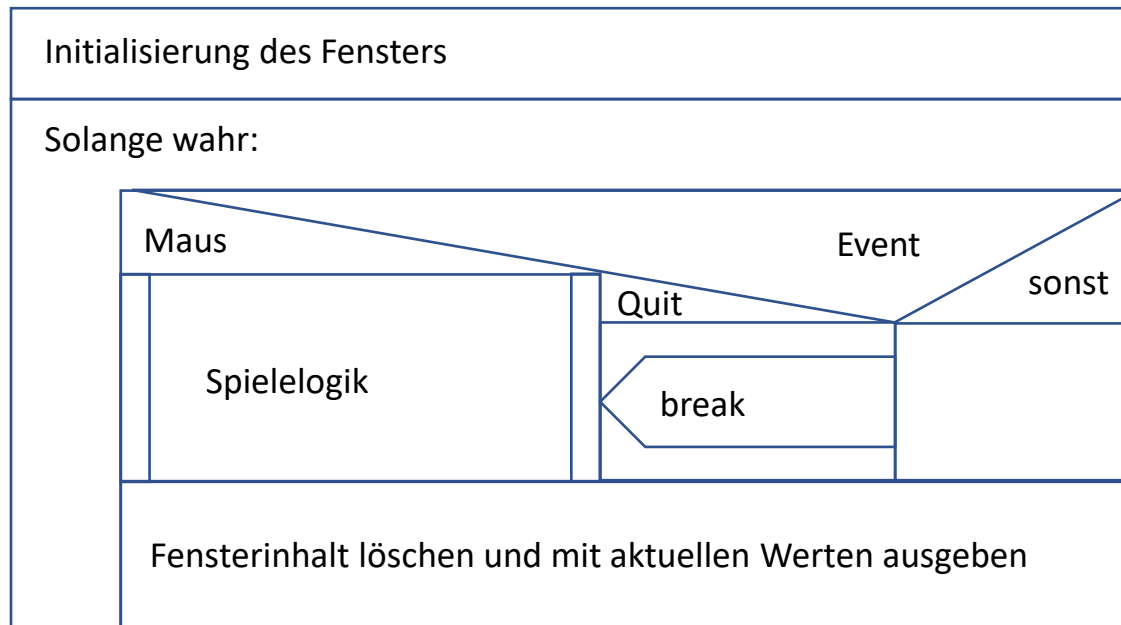 Initialisierung des Fensters
Solange wahr:
Maus
Event
sonst
Quit
Spielelogik
break
Fensterinhalt löschen und mit aktuellen Werten ausgeben